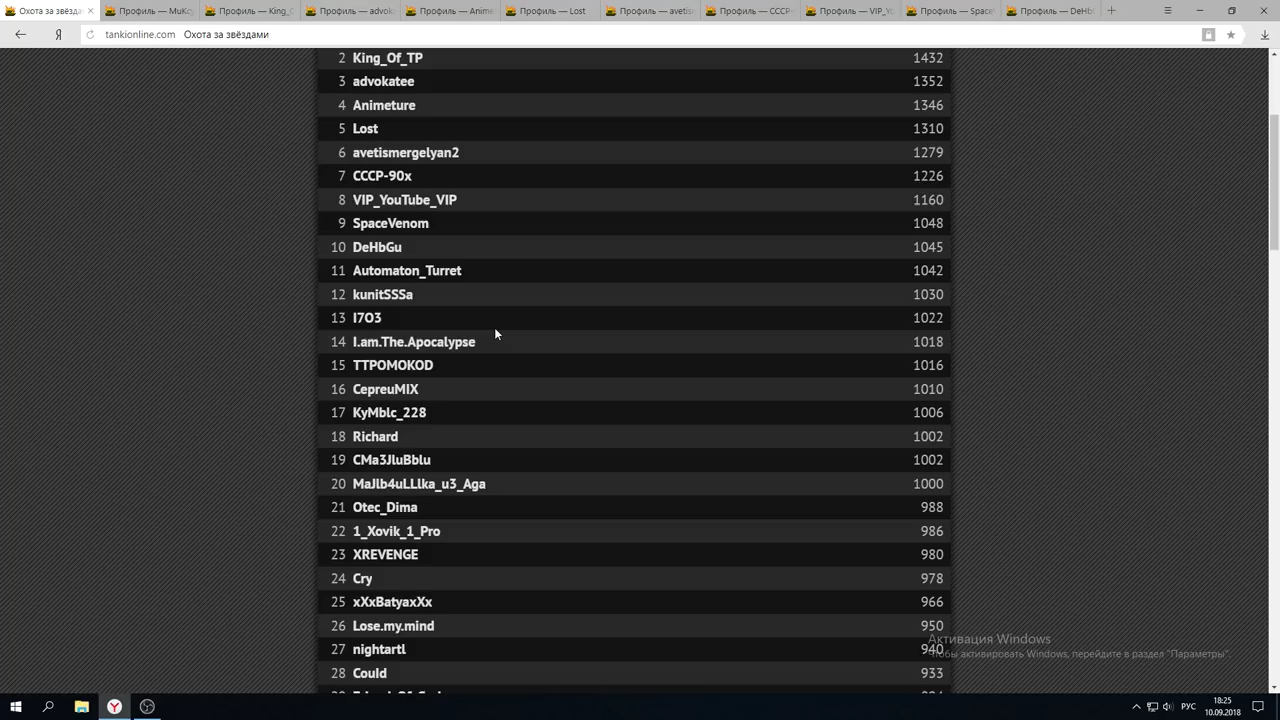 Охота за звёзда
Профиль — MuKc
Профиль — King_C
Профиль — advok
Профиль — Anime
Профиль — Lost
Профиль — avetis
Профиль — CCCP
Профиль — VIP_Yo
Профиль — Space
Профиль — DeHb
tankionline.com Охота за звёздами
2 King_Of_TP 1432
3 advokatee 1352
4 Animeture 1346
5 Lost 1310
6 avetismergelyan2 1279
7 CCCP-90x 1226
8 VIP_YouTube_VIP 1160
9 SpaceVenom 1048
10 DeHbGu 1045
11 Automaton_Turret 1042
12 kunitSSSa 1030
13 I7O3 1022
14 I.am.The.Apocalypse 1018
15 TTPOMOKOD 1016
16 CepreuMIX 1010
17 KyMblc_228 1006
18 Richard 1002
19 CMa3JluBblu 1002
20 MaJlb4uLLlka_u3_Aga 1000
21 Otec_Dima 988
22 1_Xovik_1_Pro 986
23 XREVENGE 980
24 Cry 978
25 xXxBatyaxXx 966
26 Lose.my.mind 950
27 nightartl 940
28 Could 933
Активация Windows
Чтобы активировать Windows, перейдите в раздел "Параметры".
РУС
18:25
10.09.2018